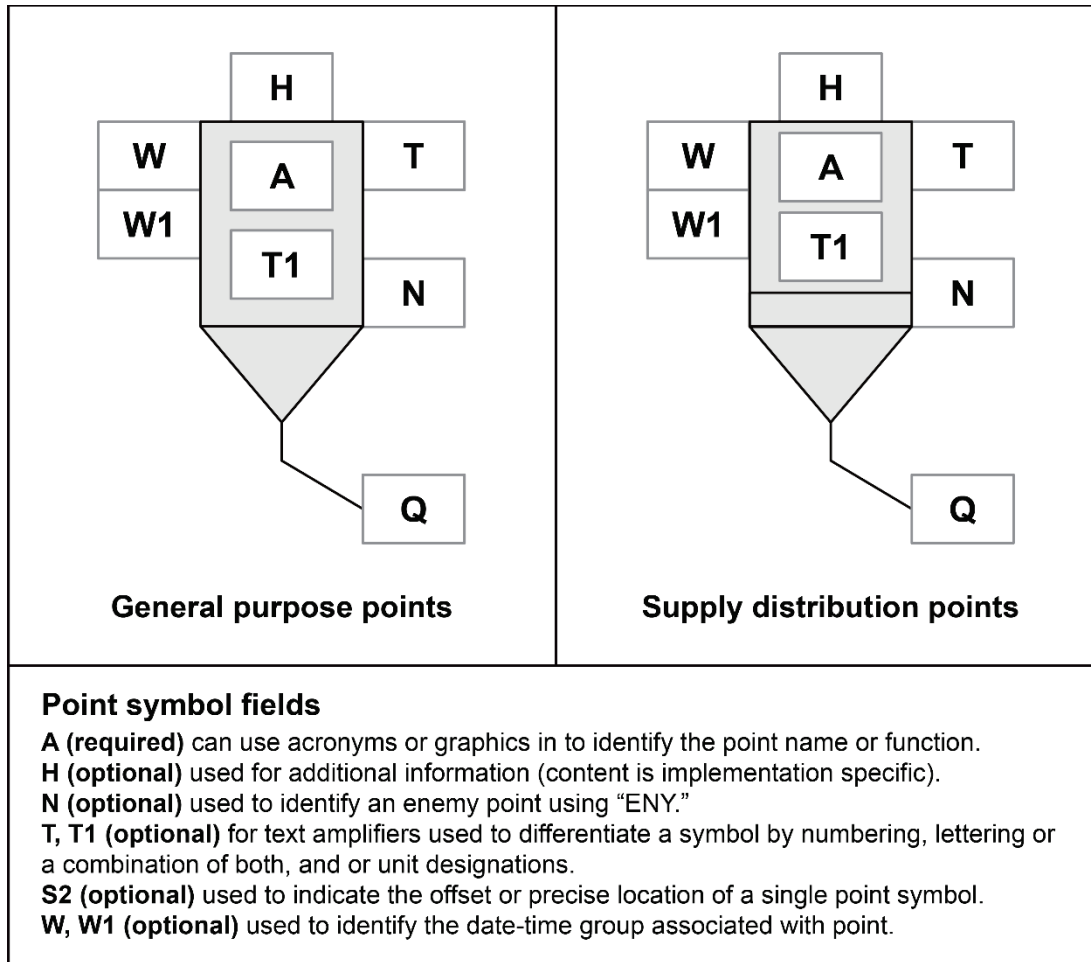 H H
W A T W A T
W1 T1 N W1 T1 N
Q Q
General purpose points Supply distribution points
Point symbol fields
A (required) can use acronyms or graphics in to identify the point name or function.
H (optional) used for additional information (content is implementation specific).
N (optional) used to identify an enemy point using “ENY.”
T, T1 (optional) for text amplifiers used to differentiate a symbol by numbering, lettering or
a combination of both, and or unit designations.
S2 (optional) used to indicate the offset or precise location of a single point symbol.
W, W1 (optional) used to identify the date-time group associated with point.